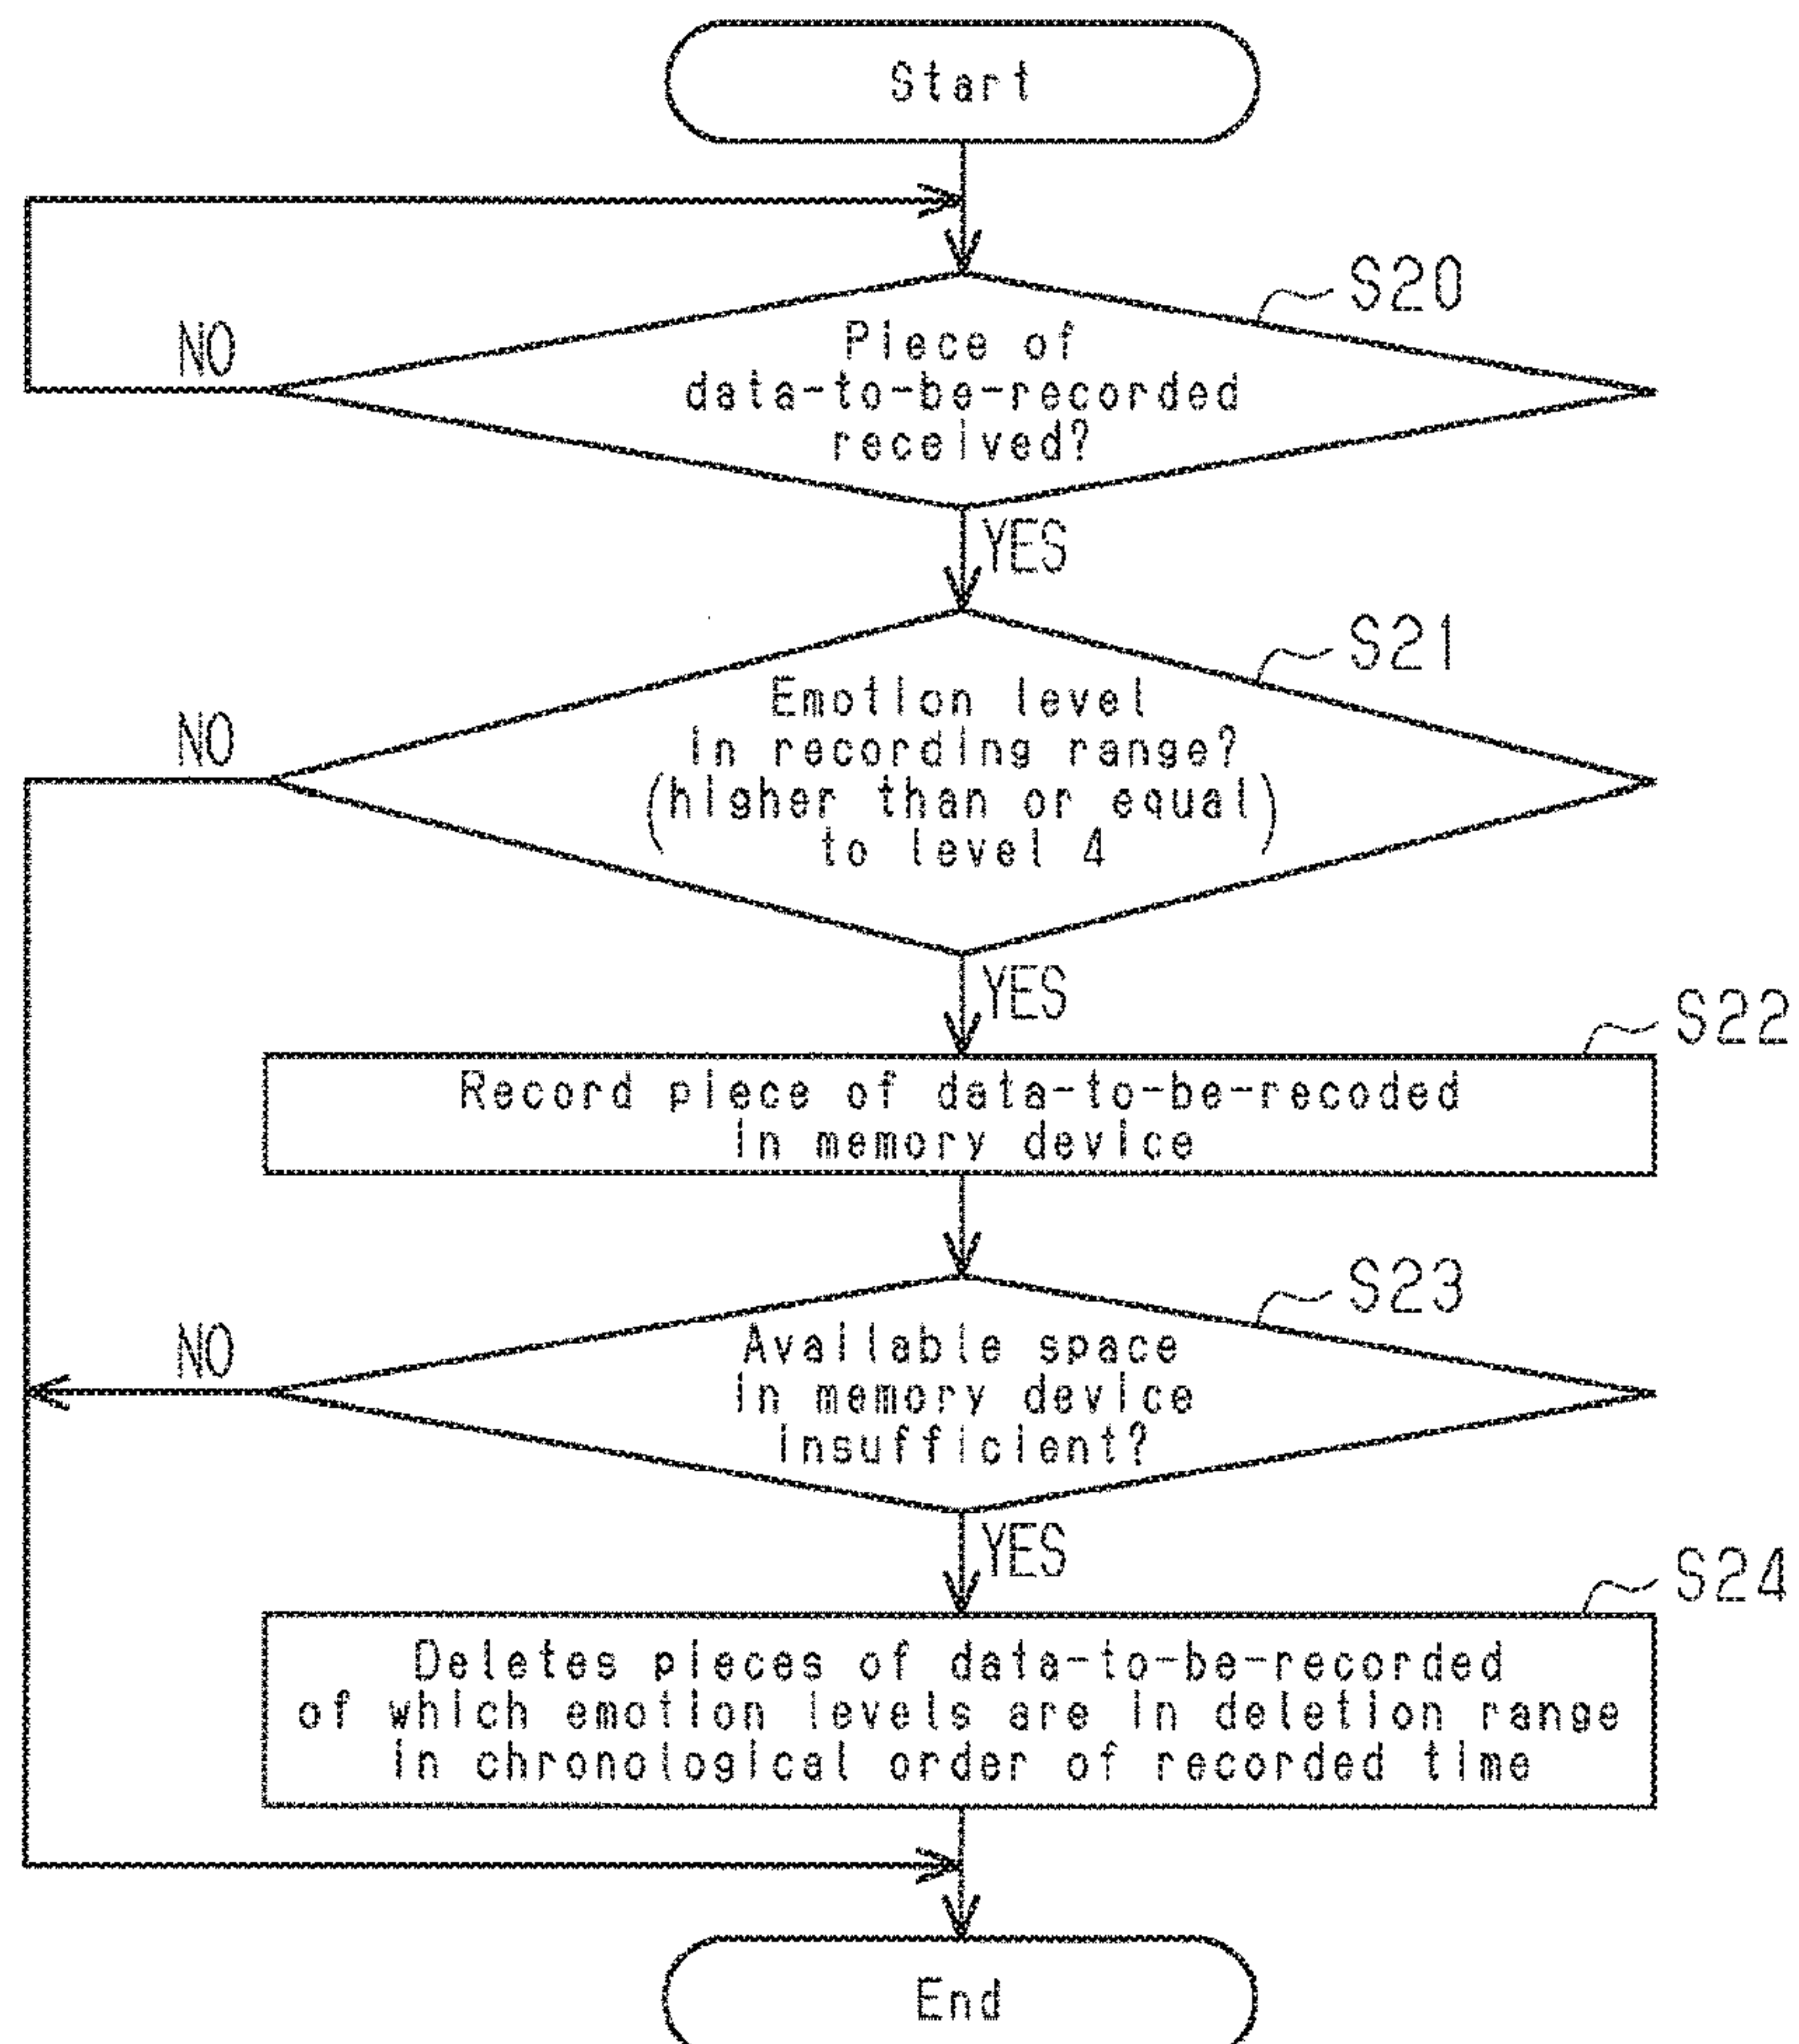 Start
S20
NO
Piece of
data-to-be-recorded
received?
YES
S21
NO
Emotion level
in recording range?
(higher than or equal)
to level 4
YES
S22
Record piece of data-to-be-recoded
in memory device
S23
NO
Available space
in memory device
insufficient?
YES
S24
Deletes pieces of data-to-be-recorded
of which emotion levels are in deletion range
in chronological order of recorded time
End